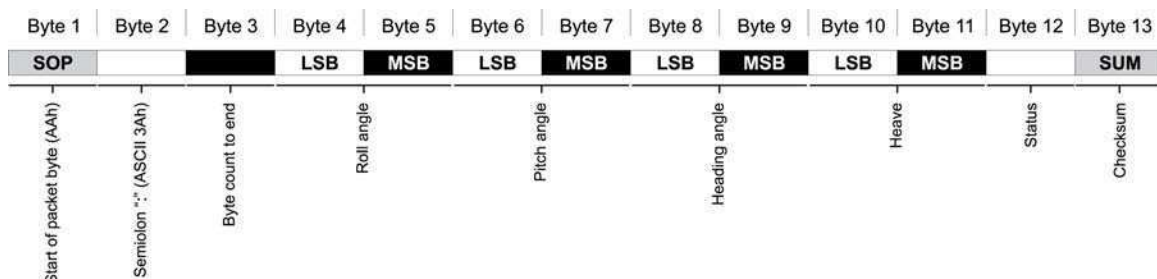 Byte 1 Byte 2 Byte 3 Byte 4 Byte 5 Byte 6 Byte 7 Byte 8 Byte 9 Byte 10 Byte 11 Byte 12 Byte 13
SOP LSB MSB LSB MSB LSB MSB LSB MSB SUM
Start of packet byte (AAh)
Semiolon ":" (ASCII 3Ah)
Byte count to end
Roll angle
Pitch angle
Heading angle
Heave
Status
Checksum